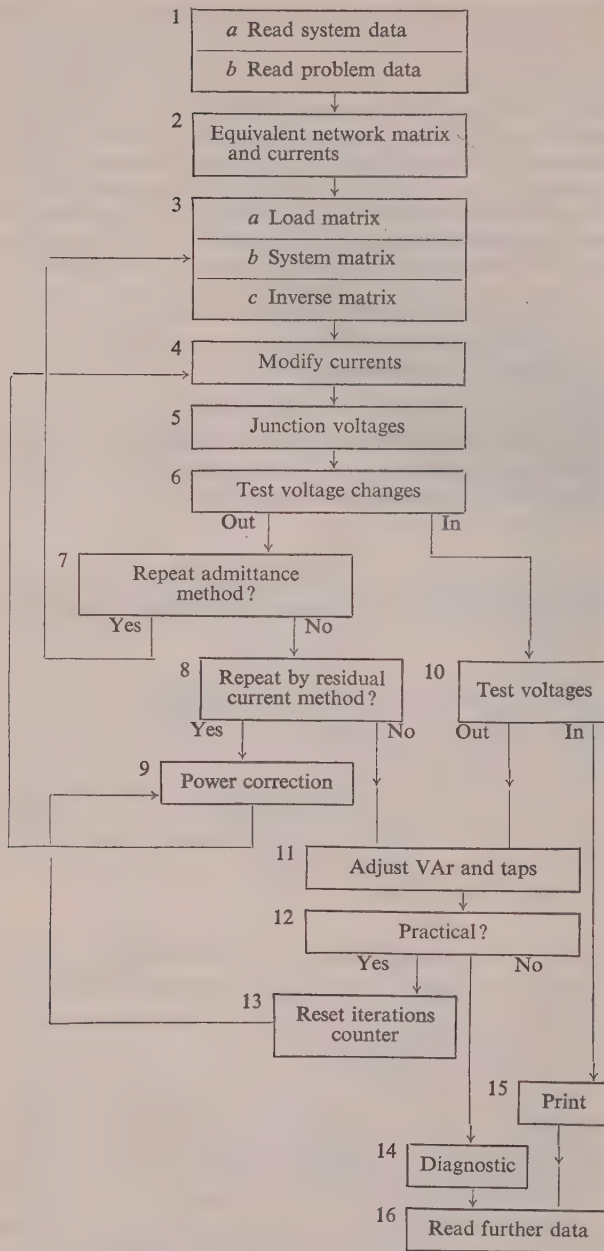 1
a Read system data
b Read problem data
2
Equivalent network matrix
and currents
3
a Load matrix
b System matrix
c Inverse matrix
4
Modify currents
5
Junction voltages
6
Test voltage changes
Out
In
7
Repeat admittance
method?
Yes
No
8
Repeat by residual
current method?
Yes
No
10
Test voltages
Out
In
9
Power correction
11
Adjust VAr and taps
12
Practical?
Yes
No
13
Reset iterations
counter
15
Print
14
Diagnostic
16
Read further data